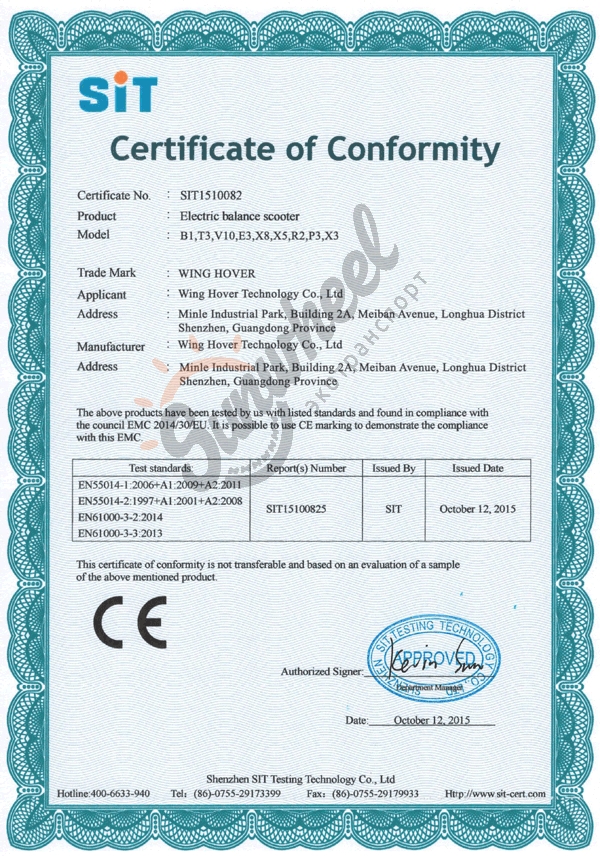 SiT
Certificate of Conformity
Certificate No. : SIT1510082
Product : Electric balance scooter
Model : B1,T3,V10,E3,X8,X5,R2,P3,X3
Trade Mark : WING HOVER
Applicant : Wing Hover Technology Co., Ltd
Address : Minle Industrial Park, Building 2A, Meiban Avenue, Longhua District
Shenzhen, Guangdong Province
Manufacturer : Wing Hover Technology Co., Ltd
Address : Minle Industrial Park, Building 2A, Meiban Avenue, Longhua District
Shenzhen, Guangdong Province
Sunywheel
экотранспорт
The above products have been tested by us with listed standards and found in compliance with
the council EMC 2014/30/EU. It is possible to use CE marking to demonstrate the compliance
with this EMC.
Test standards: Report(s) Number Issued By Issued Date
EN55014-1:2006+A1:2009+A2:2011
EN55014-2:1997+A1:2001+A2:2008
EN61000-3-2:2014
EN61000-3-3:2013
SIT15100825 SIT October 12, 2015
This certificate of conformity is not transferable and based on an evaluation of a sample
of the above mentioned product.
CE
SHENZHEN SIT TESTING TECHNOLOGY CO., LTD
APPROVED
Kevin Sun
Authorized Signer:
Department Manager
Date: October 12, 2015
Shenzhen SIT Testing Technology Co., Ltd
Hotline:400-6633-940 Tel: (86)-0755-29173399 Fax: (86)-0755-29179933 Http://www.sit-cert.com